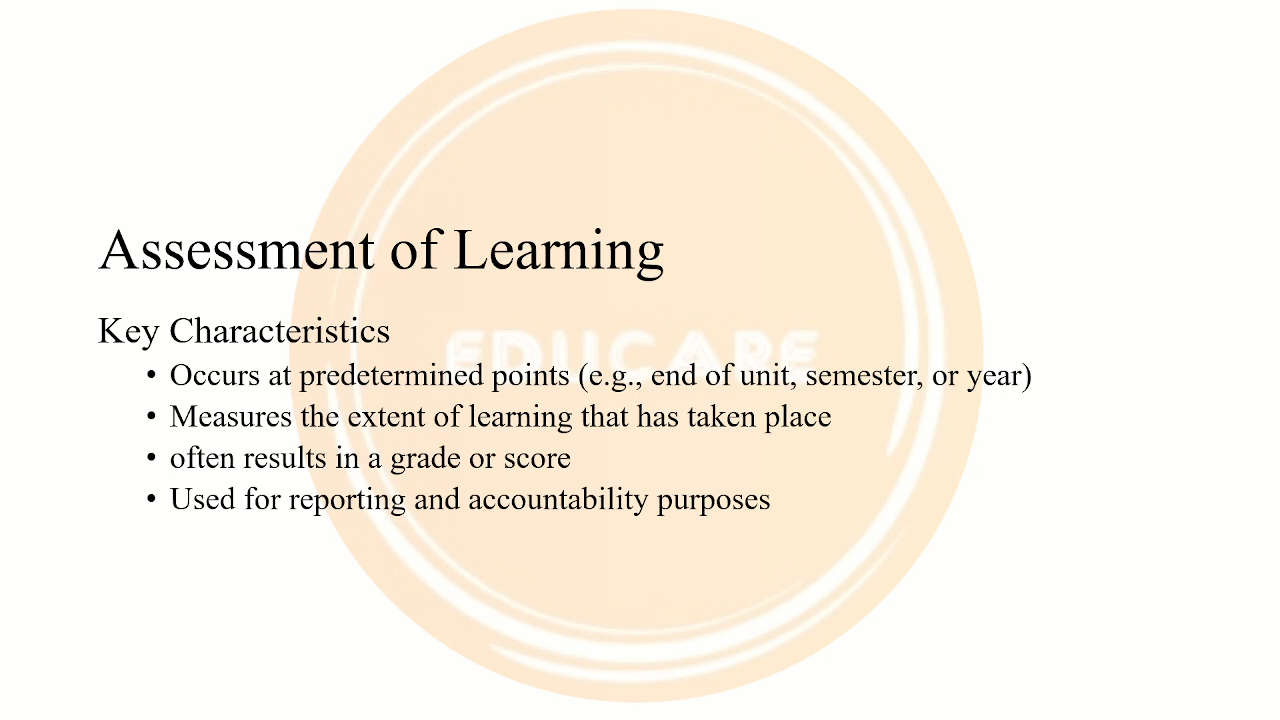 Assessment of Learning
Key Characteristics
EDUCARE
• Occurs at predetermined points (e.g., end of unit, semester, or year)
• Measures the extent of learning that has taken place
• often results in a grade or score
• Used for reporting and accountability purposes